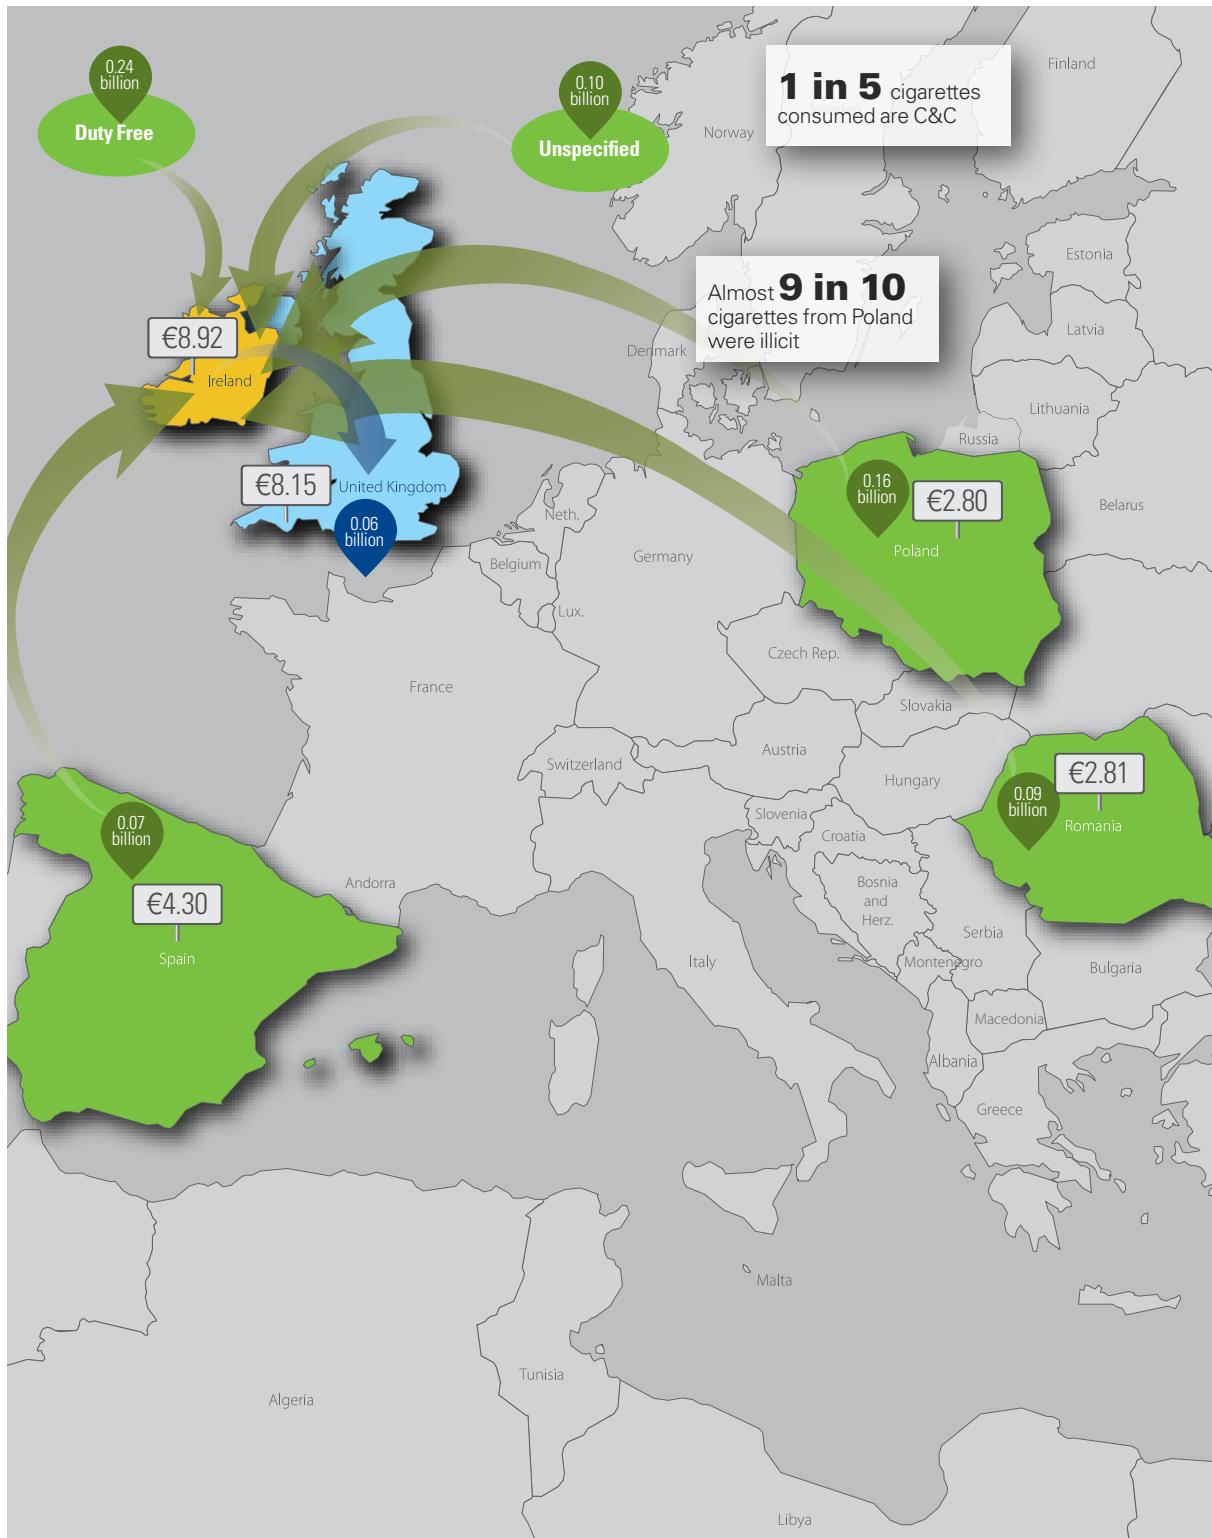 0.24
billion
Duty Free
0.10
billion
Unspecified
1 in 5 cigarettes
consumed are C&C
Sweden
Finland
Norway
Estonia
Almost 9 in 10
cigarettes from Poland
were illicit
Latvia
Denmark
€8.92
Ireland
Lithuania
Russia
€8.15
United Kingdom
0.06
billion
0.16
billion
€2.80
Poland
Belarus
Neth.
Belgium
Germany
Lux.
Czech Rep.
France
Slovakia
Austria
Switzerland
Hungary
€2.81
0.09
billion
Romania
Slovenia
Croatia
0.07
billion
€4.30
Spain
Andorra
Bosnia
and
Herz.
Serbia
Italy
Montenegro
Bulgaria
Macedonia
Albania
Greece
Malta
Tunisia
Algeria
Libya